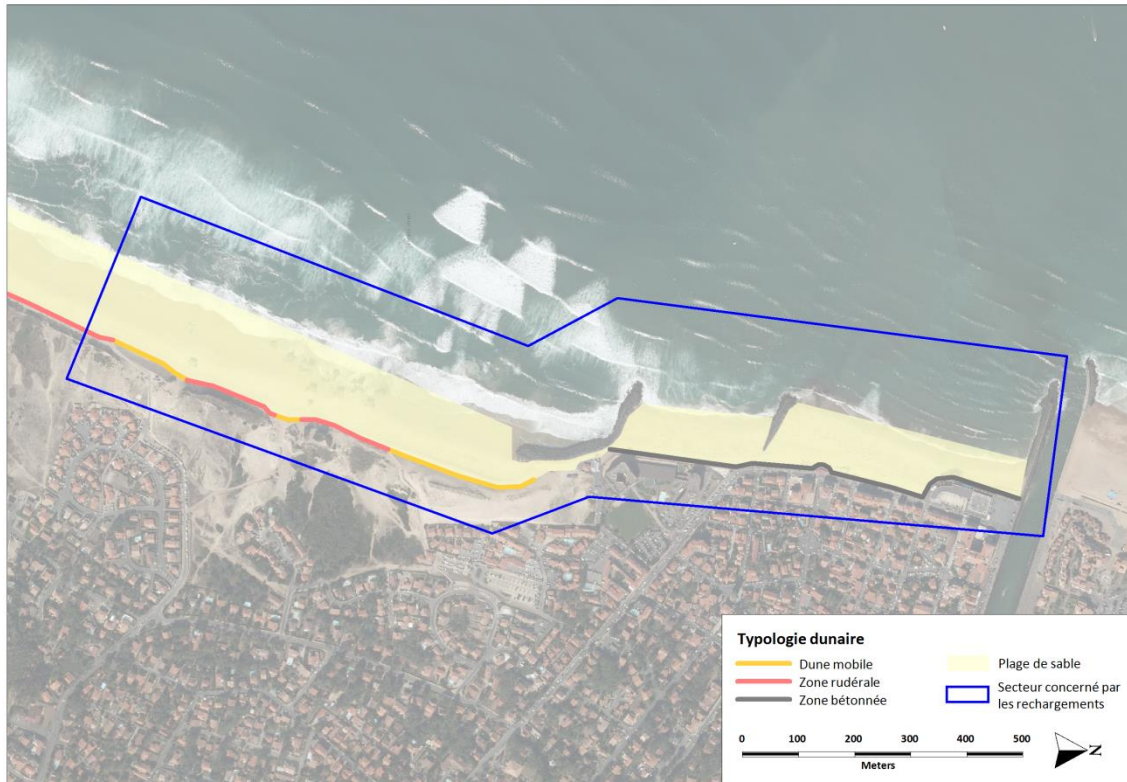 Typologie dunaire
Dune mobile
Zone rudérale
Zone bétonnée
Plage de sable
Secteur concerné par
les rechargements
0 100 200 300 400 500
Meters
N